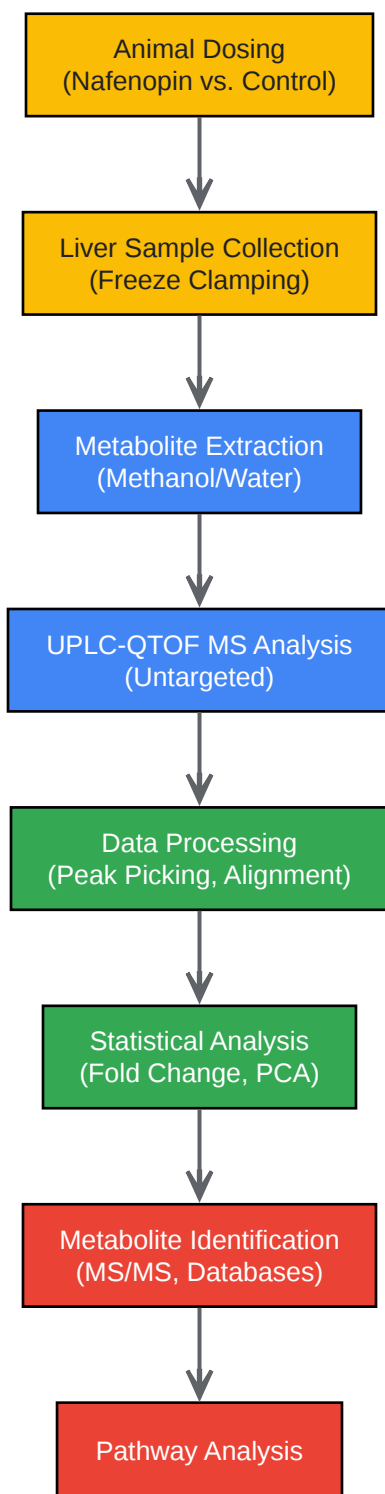 Animal Dosing
(Nafenopin vs. Control)
Liver Sample Collection
(Freeze Clamping)
Metabolite Extraction
(Methanol/Water)
UPLC-QTOF MS Analysis
(Untargeted)
Data Processing
(Peak Picking, Alignment)
Statistical Analysis
(Fold Change, PCA)
Metabolite Identification
(MS/MS, Databases)
Pathway Analysis